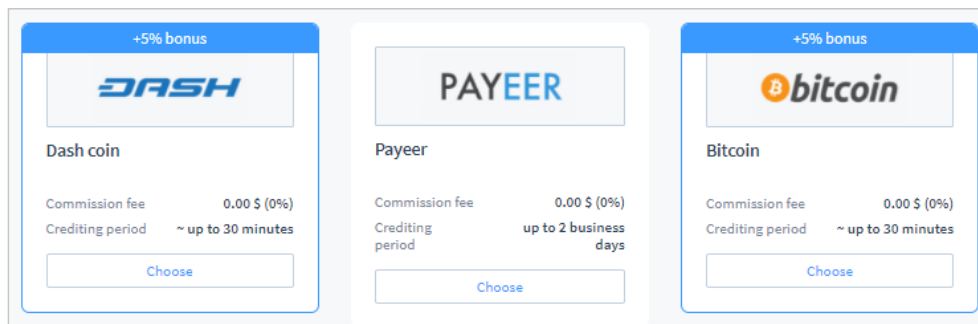 +5% bonus
DASH
Dash coin
Commission fee 0.00 $ (0%)
Crediting period ~ up to 30 minutes
Choose
PAYEER
Payeer
Commission fee 0.00 $ (0%)
Crediting period up to 2 business days
Choose
+5% bonus
bitcoin
Bitcoin
Commission fee 0.00 $ (0%)
Crediting period ~ up to 30 minutes
Choose